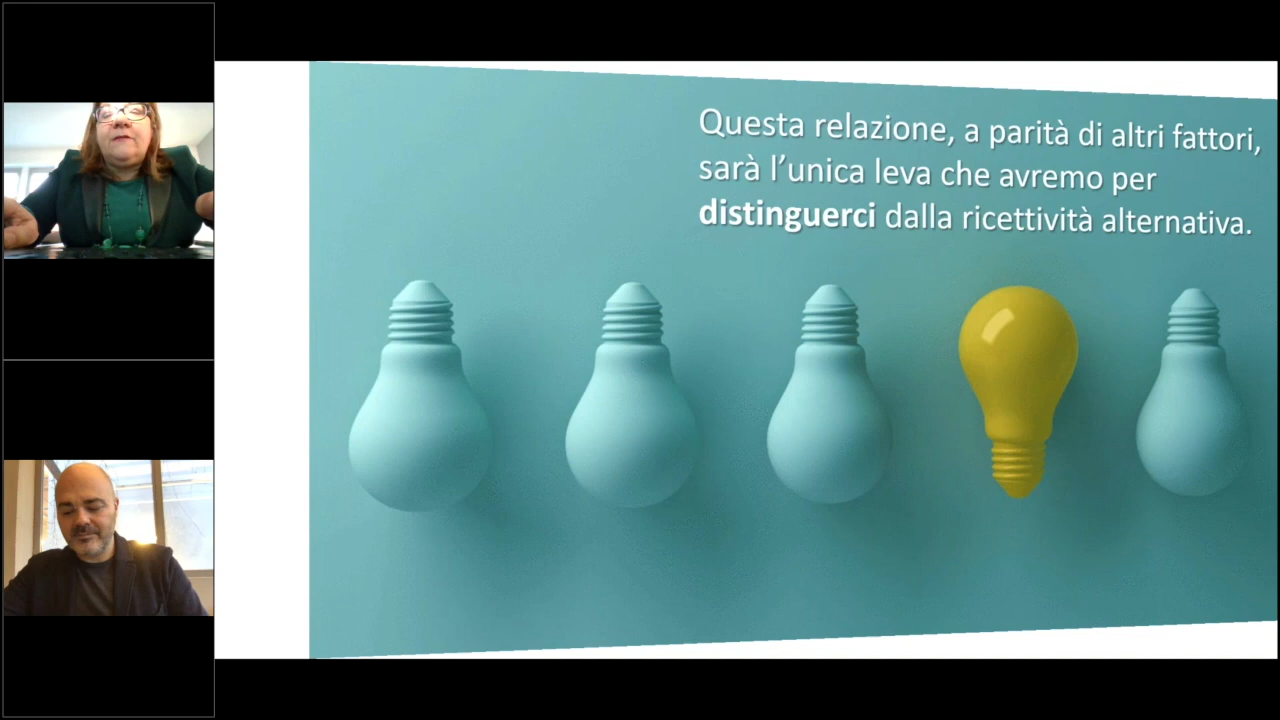 Questa relazione, a parità di altri fattori,
sarà l’unica leva che avremo per
distinguerci dalla ricettività alternativa.